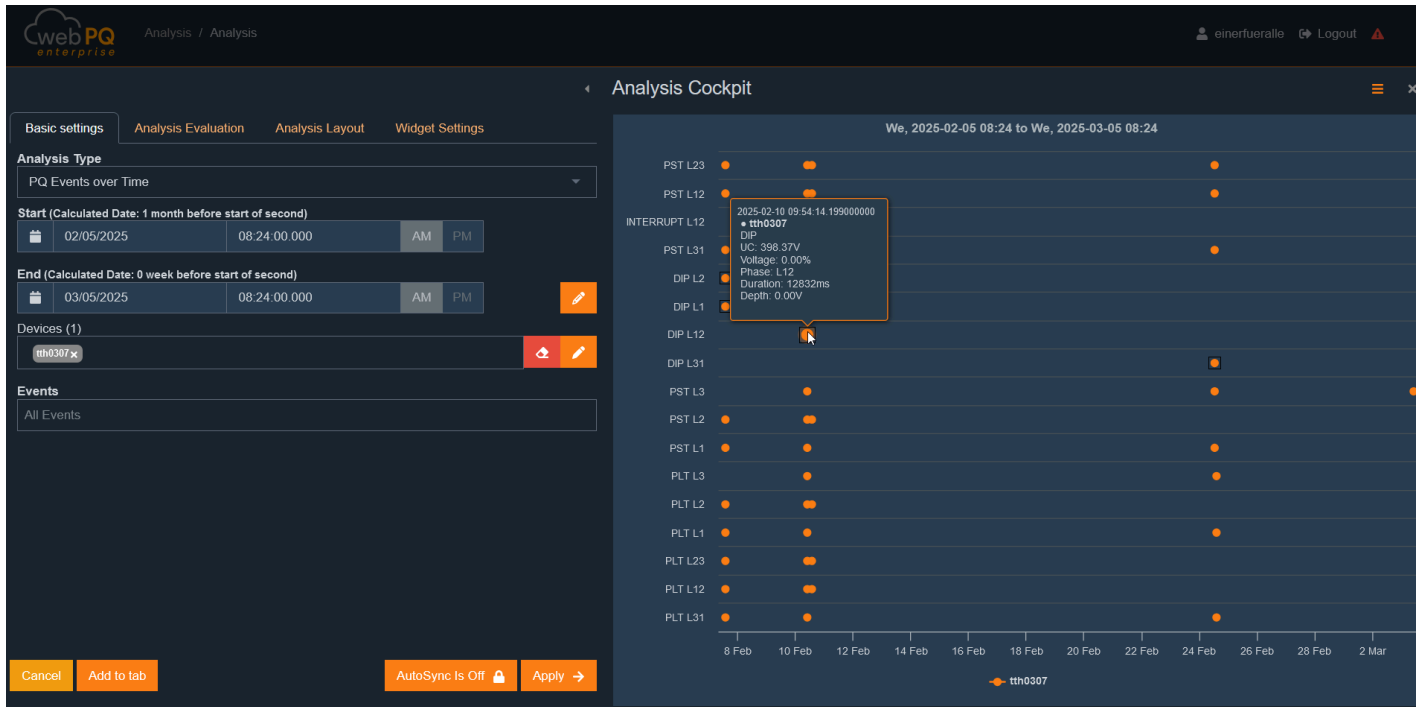 web PQ
enterprise
Analysis / Analysis
einerfueralle
Logout
Analysis Cockpit
Basic settings
Analysis Evaluation
Analysis Layout
Widget Settings
Analysis Type
PQ Events over Time
Start (Calculated Date: 1 month before start of second)
02/05/2025
08:24:00.000
AM
PM
End (Calculated Date: 0 week before start of second)
03/05/2025
08:24:00.000
AM
PM
Devices (1)
tth0307 x
Events
All Events
Cancel
Add to tab
AutoSync Is Off
Apply
We, 2025-02-05 08:24 to We, 2025-03-05 08:24
PST L23
PST L12
INTERRUPT L12
PST L31
DIP L2
DIP L1
DIP L12
DIP L31
PST L3
PST L2
PST L1
PLT L3
PLT L2
PLT L1
PLT L23
PLT L12
PLT L31
2025-02-10 09:54:14.199000000
● tth0307
DIP
UC: 398.37V
Voltage: 0.00%
Phase: L12
Duration: 12832ms
Depth: 0.00V
8 Feb
10 Feb
12 Feb
14 Feb
16 Feb
18 Feb
20 Feb
22 Feb
24 Feb
26 Feb
28 Feb
2 Mar
tth0307